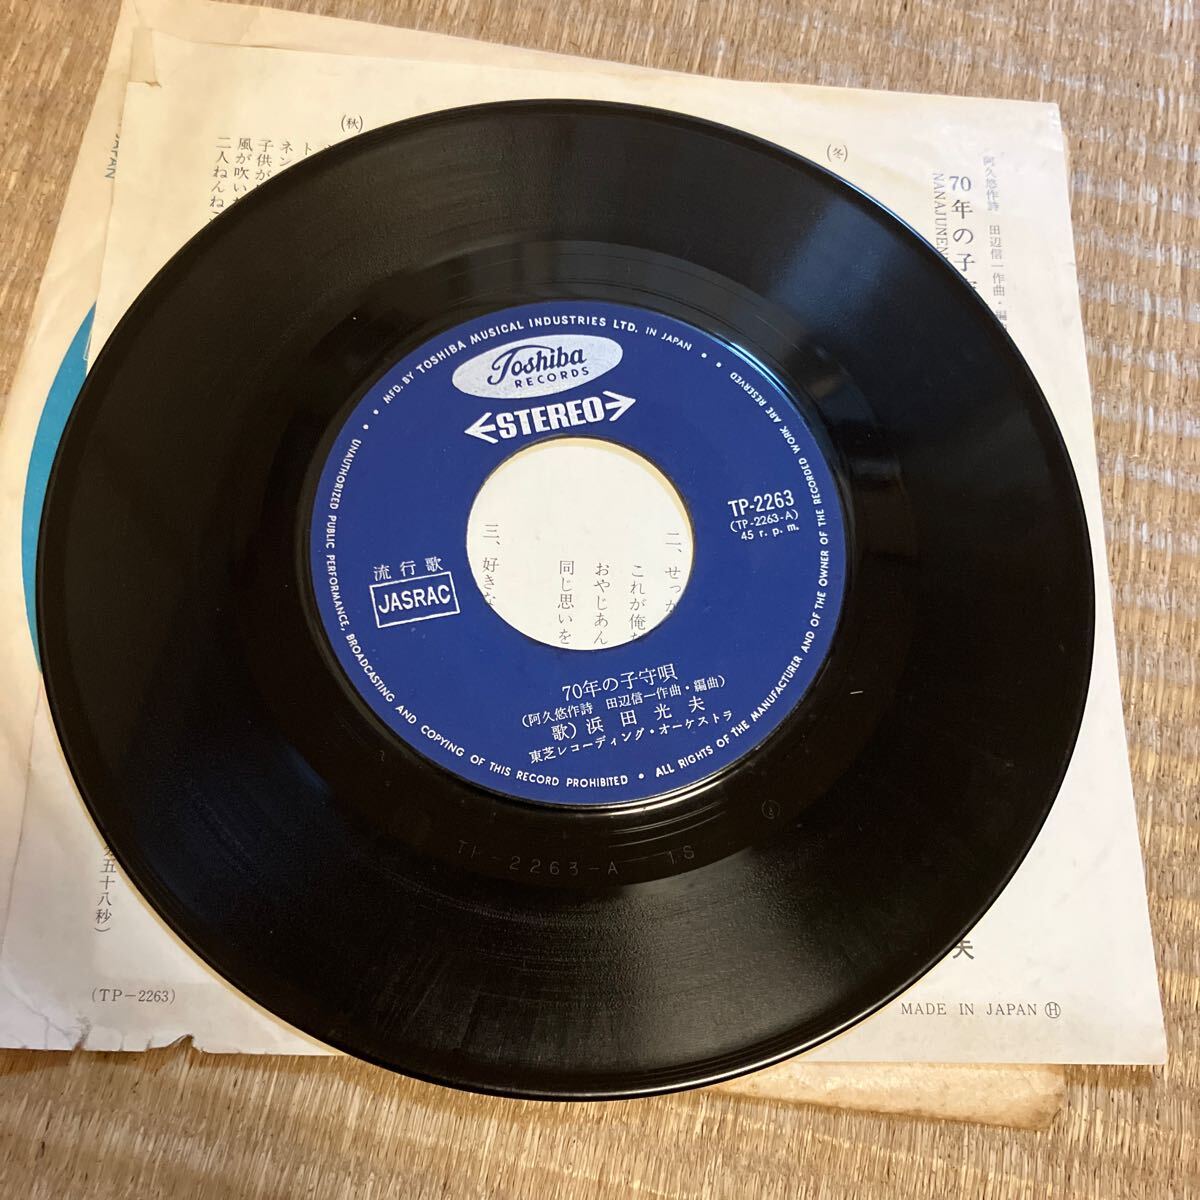 MFD. BY TOSHIBA MUSICAL INDUSTRIES LTD. IN JAPAN
Toshiba
RECORDS
STEREO
TP-2263
(TP-2263-A)
45 r. p. m.
流行歌
JASRAC
70年の子守唄
(阿久悠作詩 田辺信一作曲・編曲)
歌) 浜田光夫
東芝レコーディング・オーケストラ
ALL RIGHTS OF THE MANUFACTURER AND OF THE OWNER OF THE RECORDED WORK ARE RESERVED
UNAUTHORIZED PUBLIC PERFORMANCE, BROADCASTING AND COPYING OF THIS RECORD PROHIBITED
TP-2263-A 1S
阿久悠作詩 田辺信一作曲・編
70年の子
NANAJUNEN
(冬)
(秋)
子供が
風が吹い
二人ねんね
二、せっか
これが俺
おやじあん
同じ思いを
三、好きな
五十八秒)
夫
(TP-2263)
MADE IN JAPAN Ⓗ
JAPAN